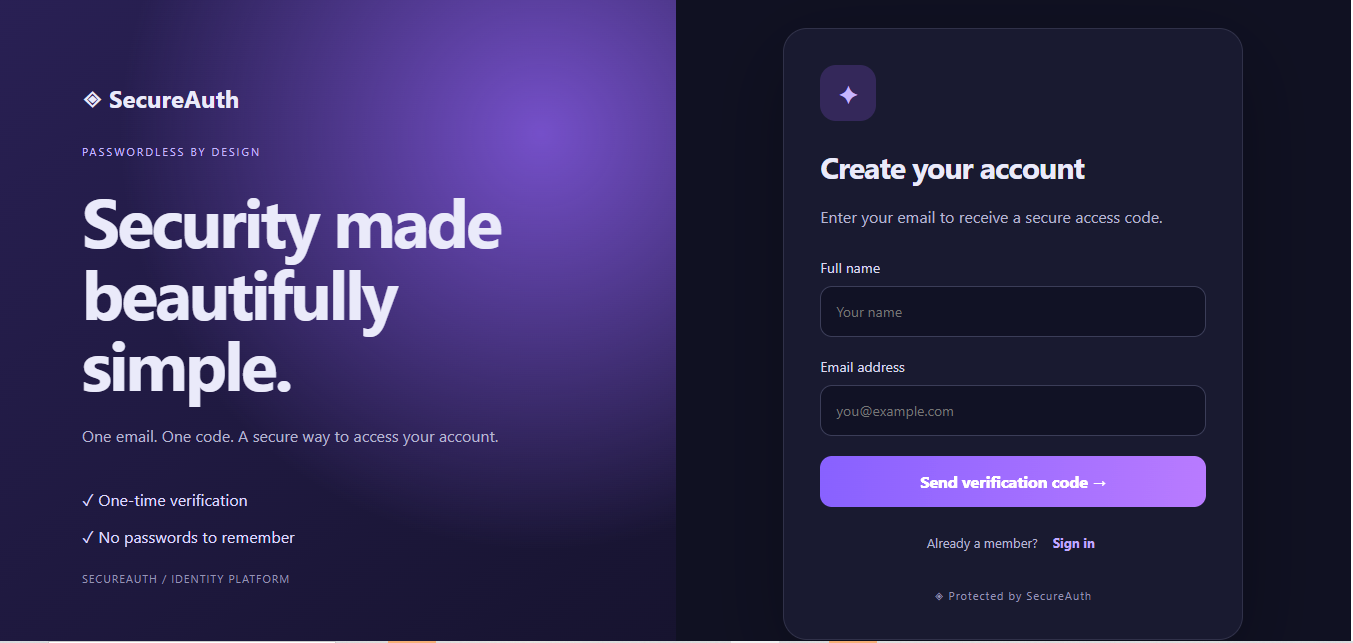 ◈ SecureAuth
PASSWORDLESS BY DESIGN
Security made
beautifully
simple.
One email. One code. A secure way to access your account.
✓ One-time verification
✓ No passwords to remember
SECUREAUTH / IDENTITY PLATFORM
✦
Create your account
Enter your email to receive a secure access code.
Full name
Your name
Email address
you@example.com
Send verification code →
Already a member? Sign in
◈ Protected by SecureAuth